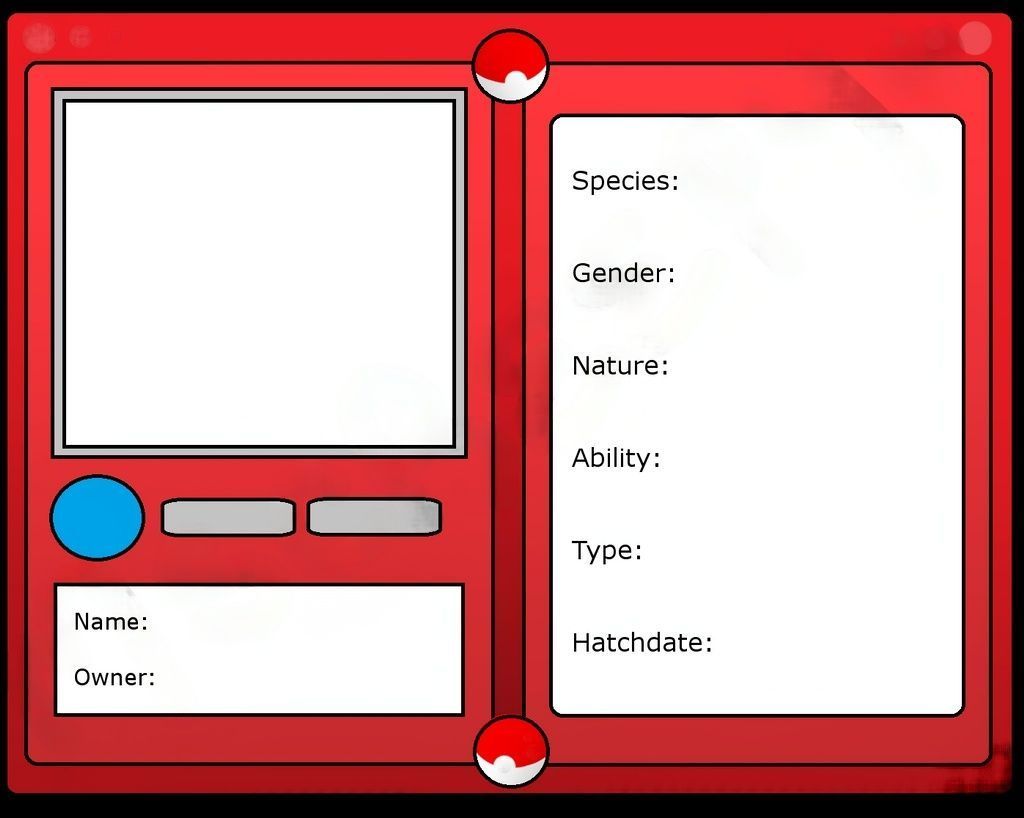 Name:
Owner:
Species:
Gender:
Nature:
Ability:
Type:
Hatchdate: